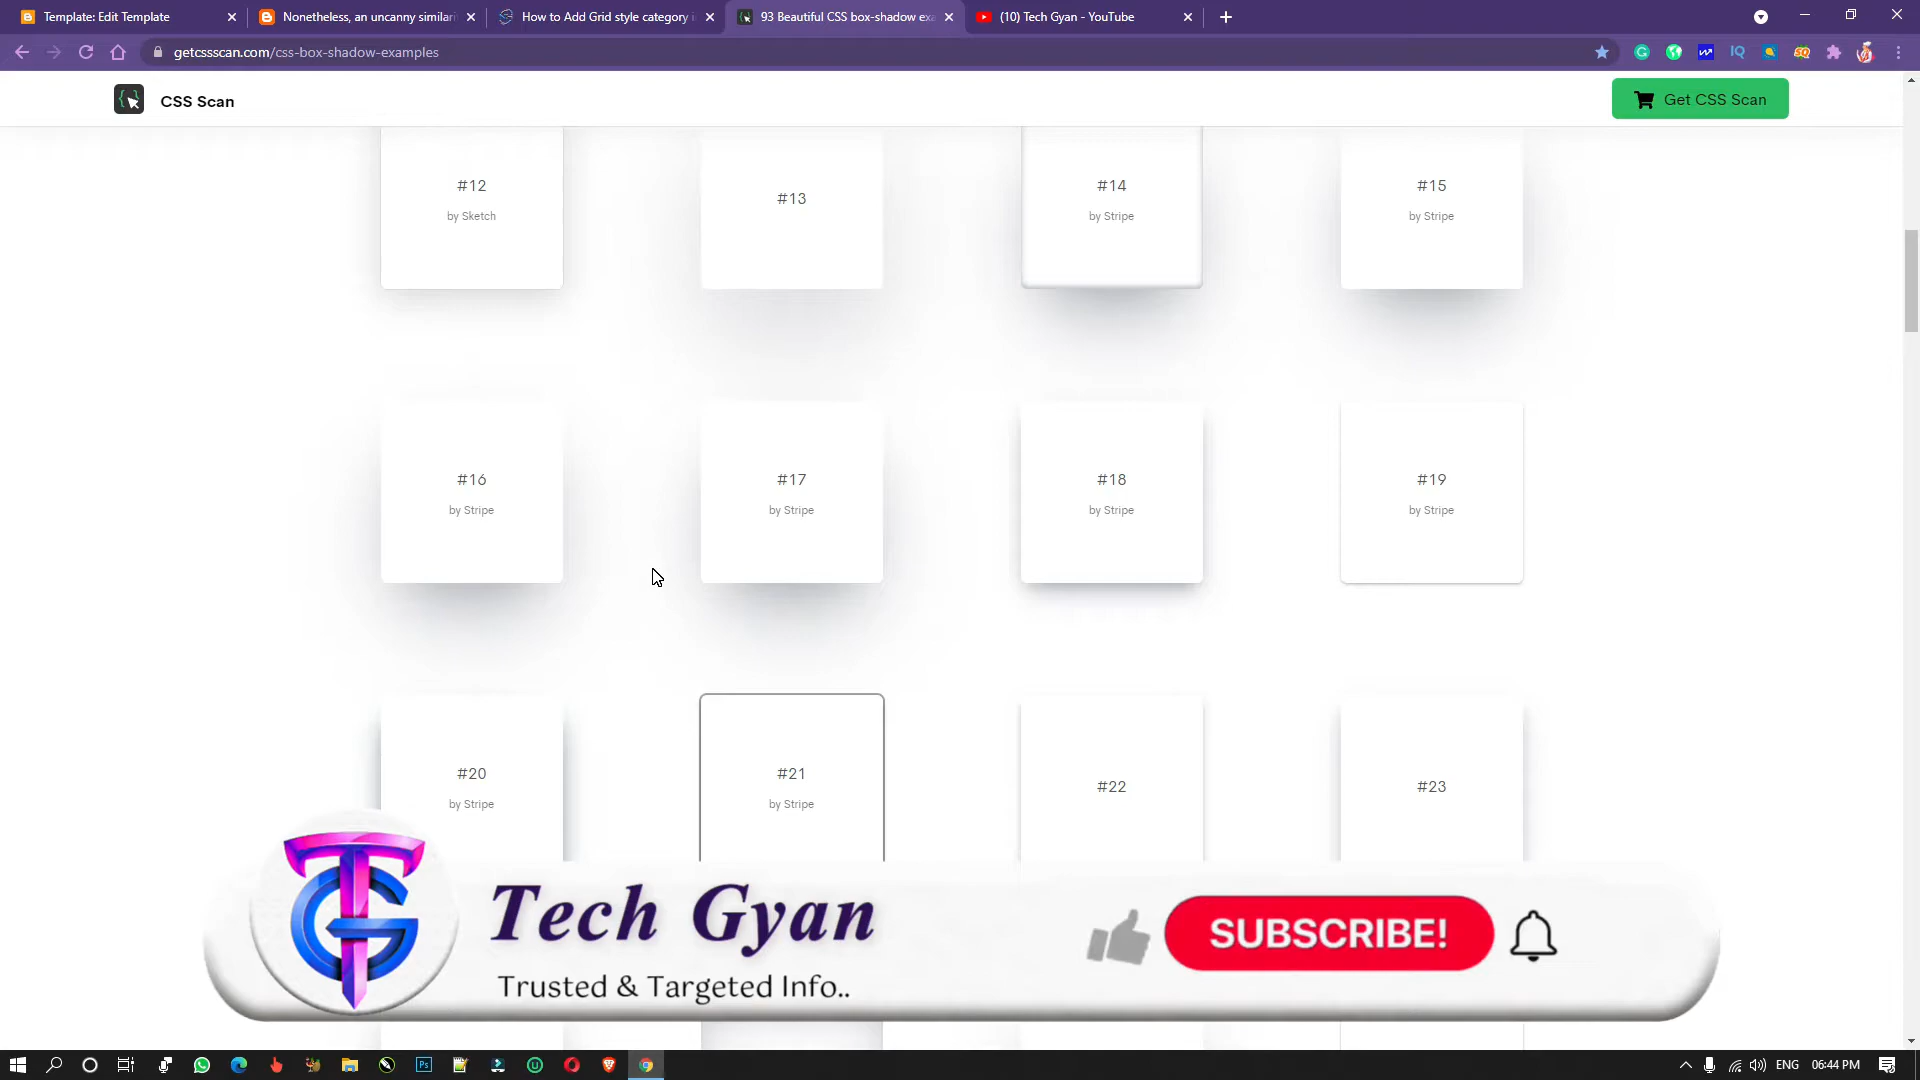 Template: Edit Template
Nonetheless, an uncanny similari
How to Add Grid style category i
93 Beautiful CSS box-shadow exa
(10) Tech Gyan - YouTube
getcssscan.com/css-box-shadow-examples
CSS Scan
Get CSS Scan
#12
by Sketch
#13
#14
by Stripe
#15
by Stripe
#16
by Stripe
#17
by Stripe
#18
by Stripe
#19
by Stripe
#20
by Stripe
#21
by Stripe
#22
#23
Tech Gyan
Trusted & Targeted Info..
SUBSCRIBE!
ENG
06:44 PM